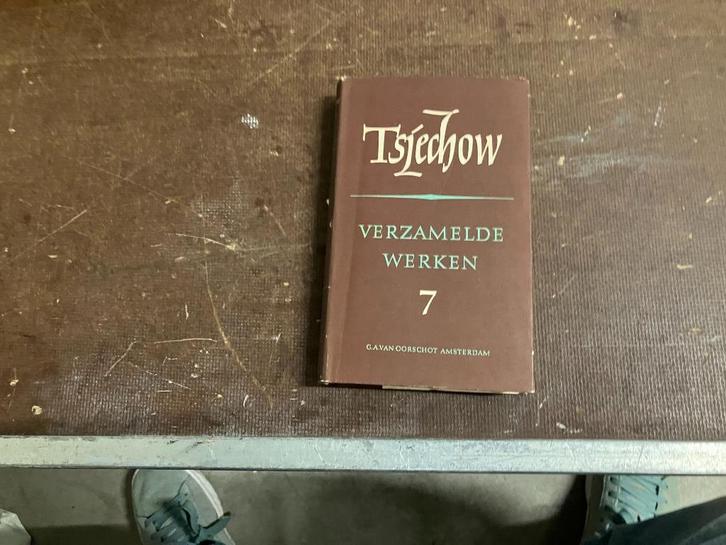 Tsjechow
VERZAMELDE
WERKEN
7
G.A.VAN OORSCHOT AMSTERDAM